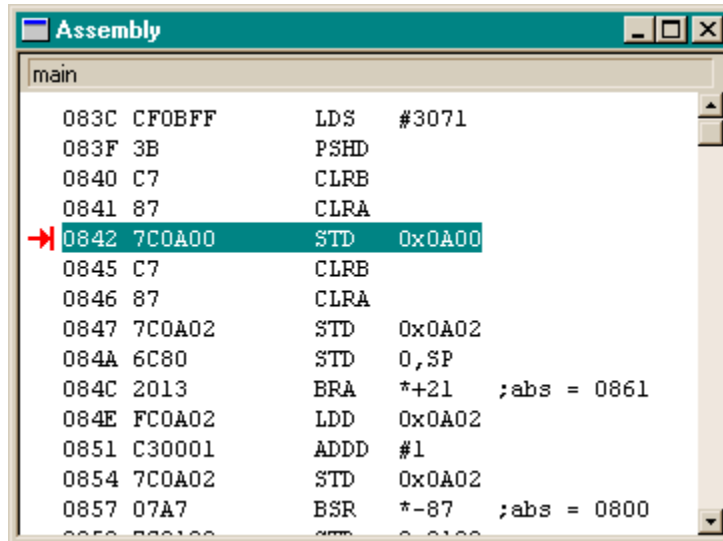 Assembly
main
083C CF0BFF LDS #3071
083F 3B PSHD
0840 C7 CLRB
0841 87 CLRA
0842 7C0A00 STD 0x0A00
0845 C7 CLRB
0846 87 CLRA
0847 7C0A02 STD 0x0A02
084A 6C80 STD 0,SP
084C 2013 BRA *+21 ;abs = 0861
084E FC0A02 LDD 0x0A02
0851 C30001 ADDD #1
0854 7C0A02 STD 0x0A02
0857 07A7 BSR *-87 ;abs = 0800